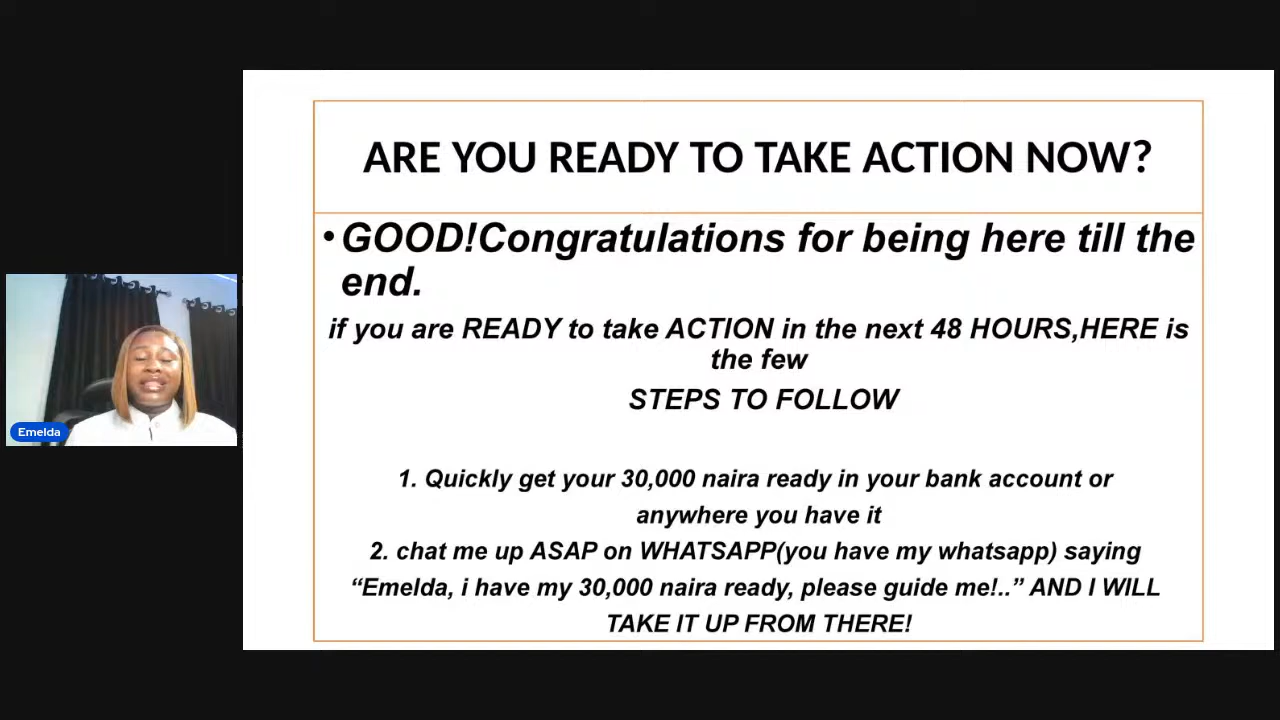 ARE YOU READY TO TAKE ACTION NOW?
• GOOD!Congratulations for being here till the
end.
if you are READY to take ACTION in the next 48 HOURS,HERE is
the few
STEPS TO FOLLOW
1. Quickly get your 30,000 naira ready in your bank account or
anywhere you have it
2. chat me up ASAP on WHATSAPP(you have my whatsapp) saying
“Emelda, i have my 30,000 naira ready, please guide me!..” AND I WILL
TAKE IT UP FROM THERE!
Emelda